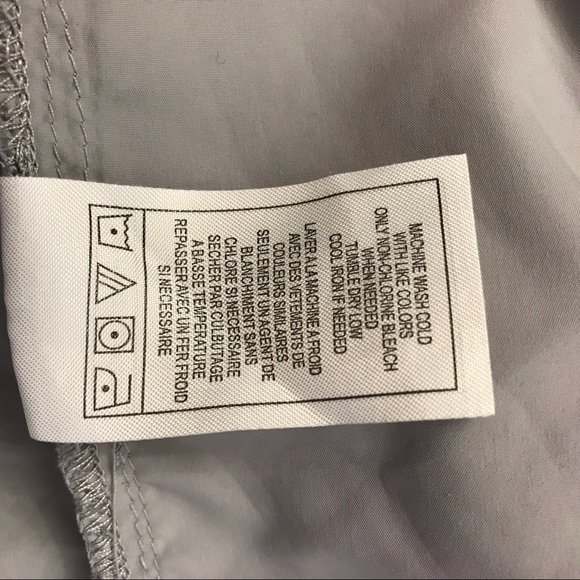 MACHINE WASH COLD
WITH LIKE COLORS
ONLY NON-CHLORINE BLEACH
WHEN NEEDED
TUMBLE DRY LOW
COOL IRON IF NEEDED
LAVER A LA MACHINE Á FROID
AVEC DES VETEMENTS DE
COULEURS SIMILAIRES
SEULEMENT UN AGENT DE
BLANCHIMENT SANS
CHLORE SI NECESSAIRE
SECHER PAR CULBUTAGE
A BASSE TEMPERATURE
REPASSER AVEC UN FER FROID
SI NECESSAIRE